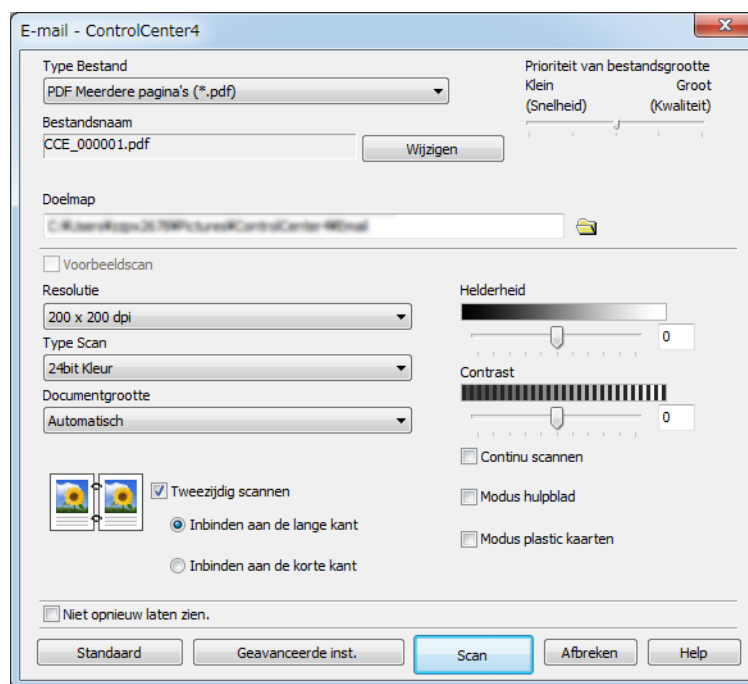 E-mail - ControlCenter4
Type Bestand
PDF Meerdere pagina's (*.pdf)
Bestandsnaam
CCE_000001.pdf
Wijzigen
Prioriteit van bestandsgrootte
Klein Groot
(Snelheid) (Kwaliteit)
Doelmap
Voorbeeldscan
Resolutie
200 x 200 dpi
Type Scan
24bit Kleur
Documentgrootte
Automatisch
Helderheid
0
Contrast
0
Tweezijdig scannen
Inbinden aan de lange kant
Inbinden aan de korte kant
Continu scannen
Modus hulpblad
Modus plastic kaarten
Niet opnieuw laten zien.
Standaard Geavanceerde inst. Scan Afbreken Help